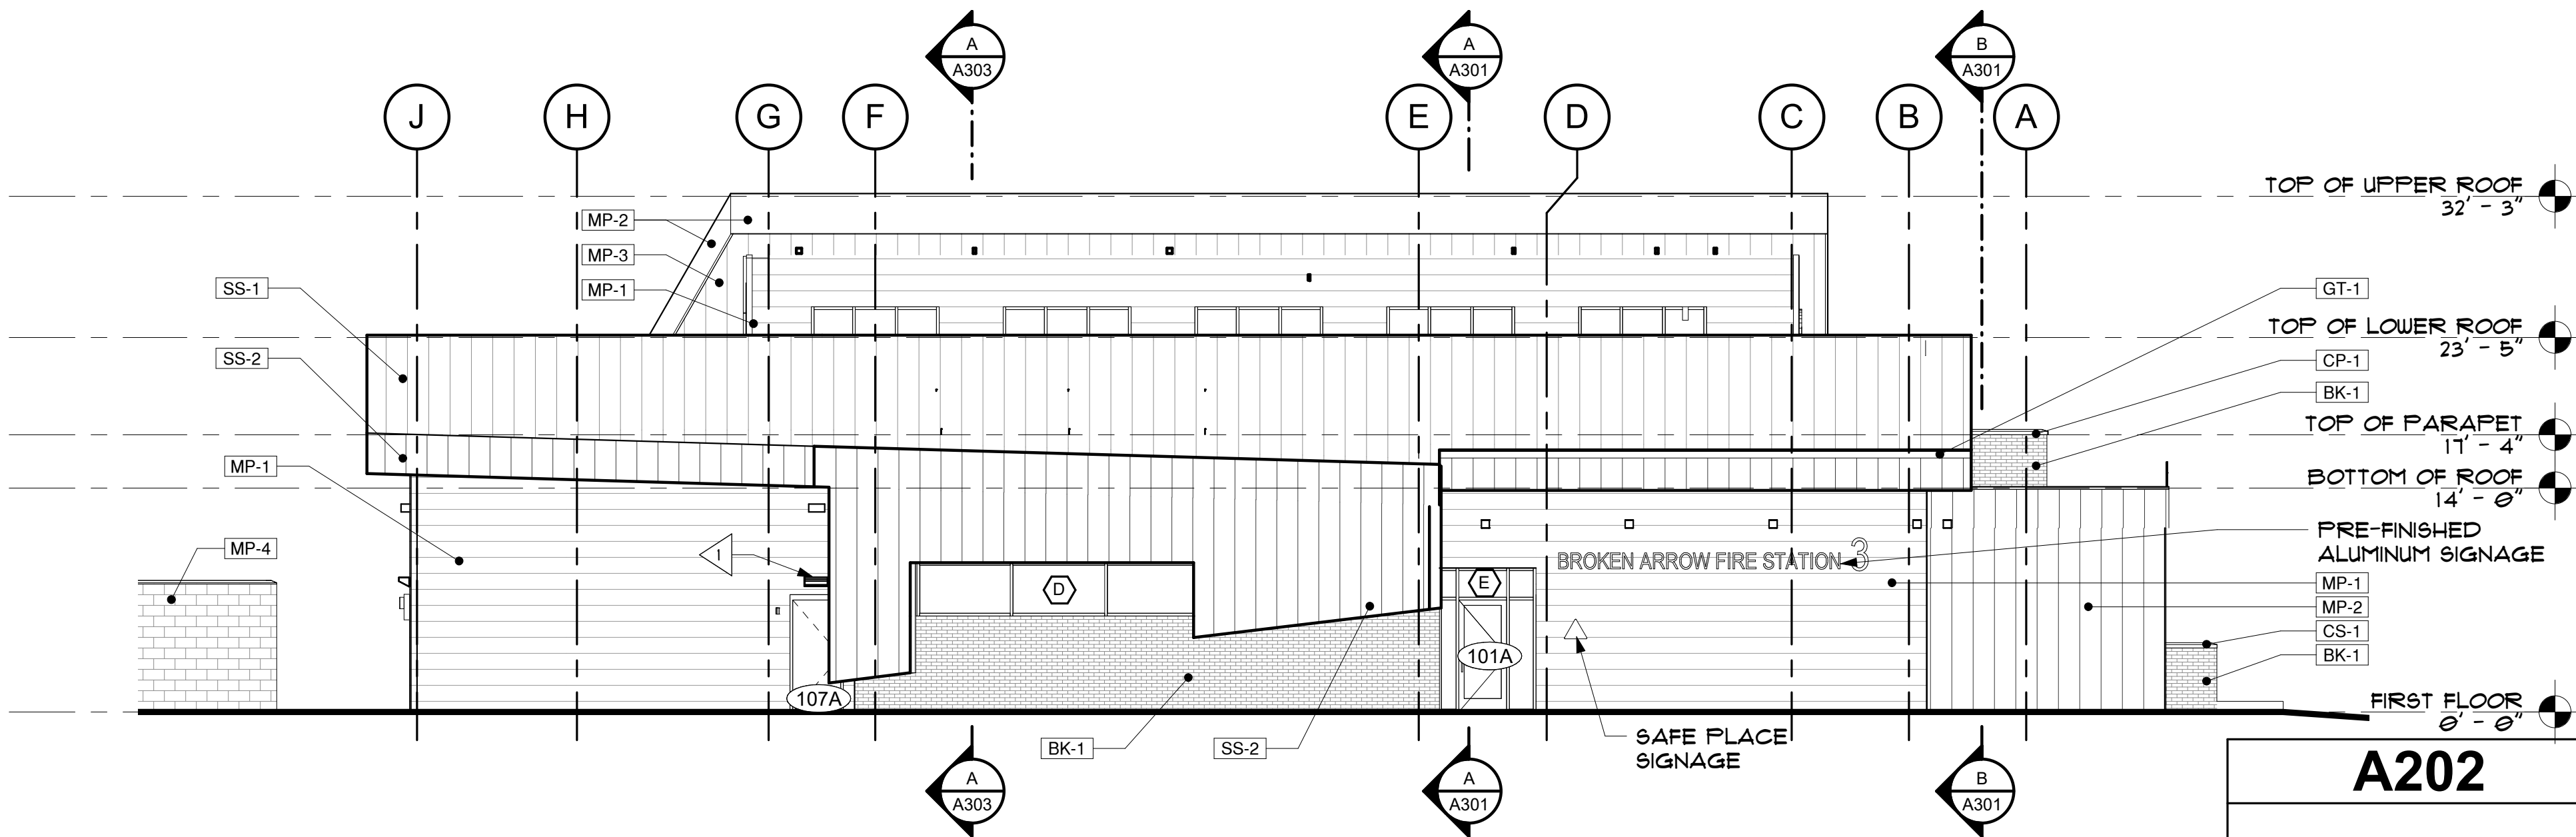 A
A303
A
A301
B
A301
J
H
G
F
E
D
C
B
A
TOP OF UPPER ROOF
32' - 3"
MP-2
MP-3
MP-1
SS-1
GT-1
TOP OF LOWER ROOF
23' - 5"
SS-2
CP-1
BK-1
TOP OF PARAPET
17' - 4"
MP-1
BOTTOM OF ROOF
14' - 0"
PRE-FINISHED
ALUMINUM SIGNAGE
MP-4
1
BROKEN ARROW FIRE STATION 3
D
E
MP-1
MP-2
CS-1
BK-1
101A
107A
FIRST FLOOR
0' - 0"
BK-1
SS-2
SAFE PLACE
SIGNAGE
A
A303
A
A301
B
A301
A202